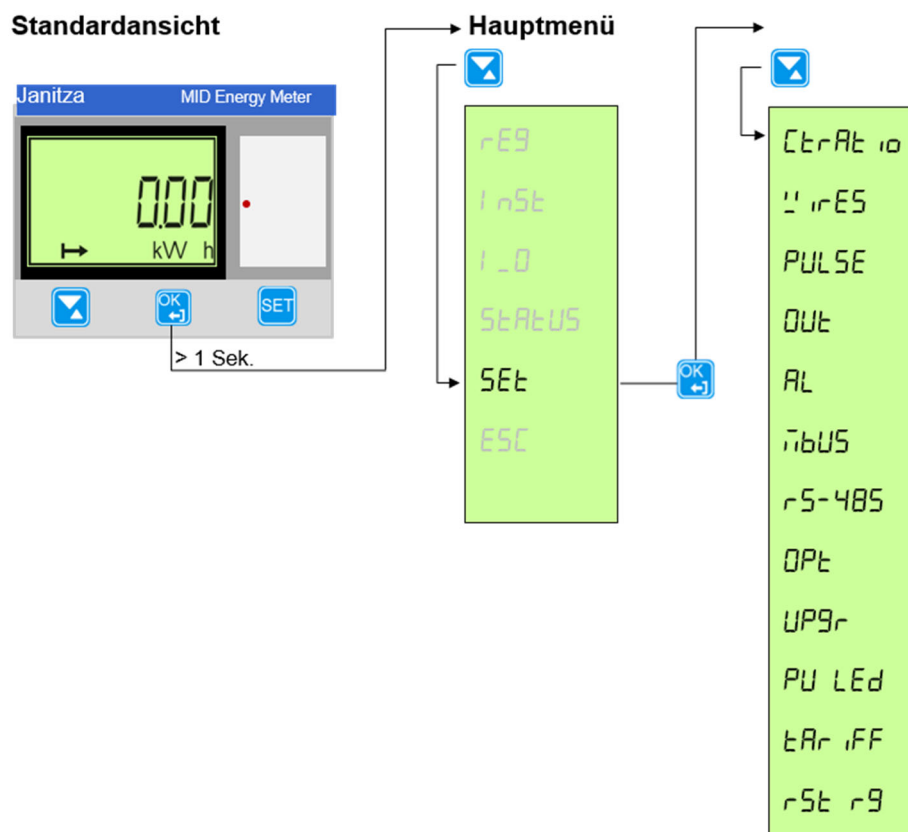 Standardansicht
Hauptmenü
Janitza MID Energy Meter
0.00
kW h
OK
SET
> 1 Sek.
rEg
InSt
I_O
StAtUS
SEt
ESC
OK
CtrAtio
WirES
PULSE
OUt
AL
MbUS
rS-485
OPt
UPgr
PU LEd
tAriFF
rSt rg